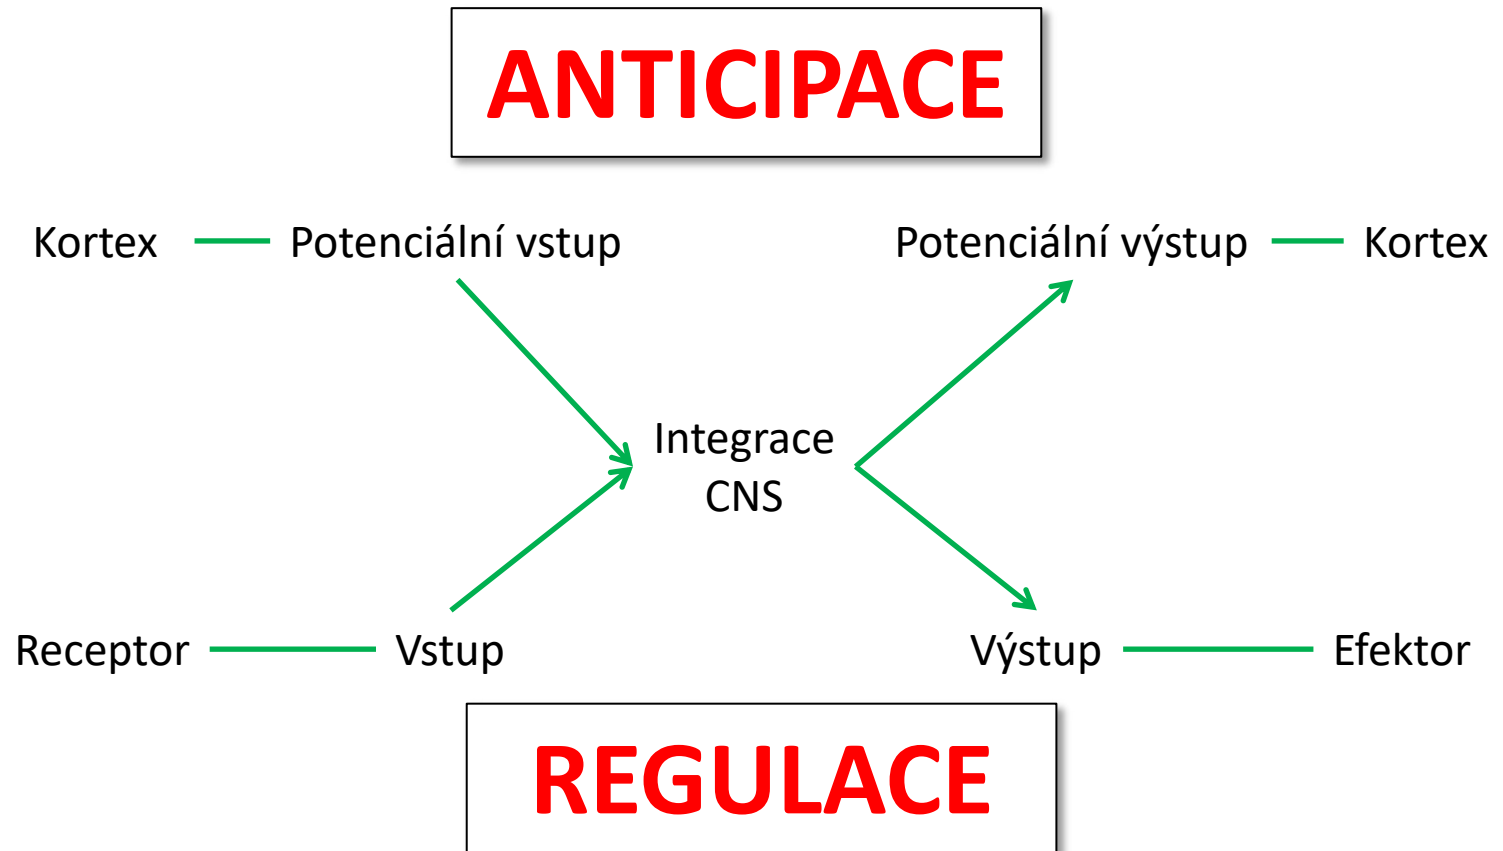 ANTICIPACE
Kortex
Potenciální vstup
Potenciální výstup
Kortex
Integrace
CNS
Receptor
Vstup
Výstup
Efektor
REGULACE